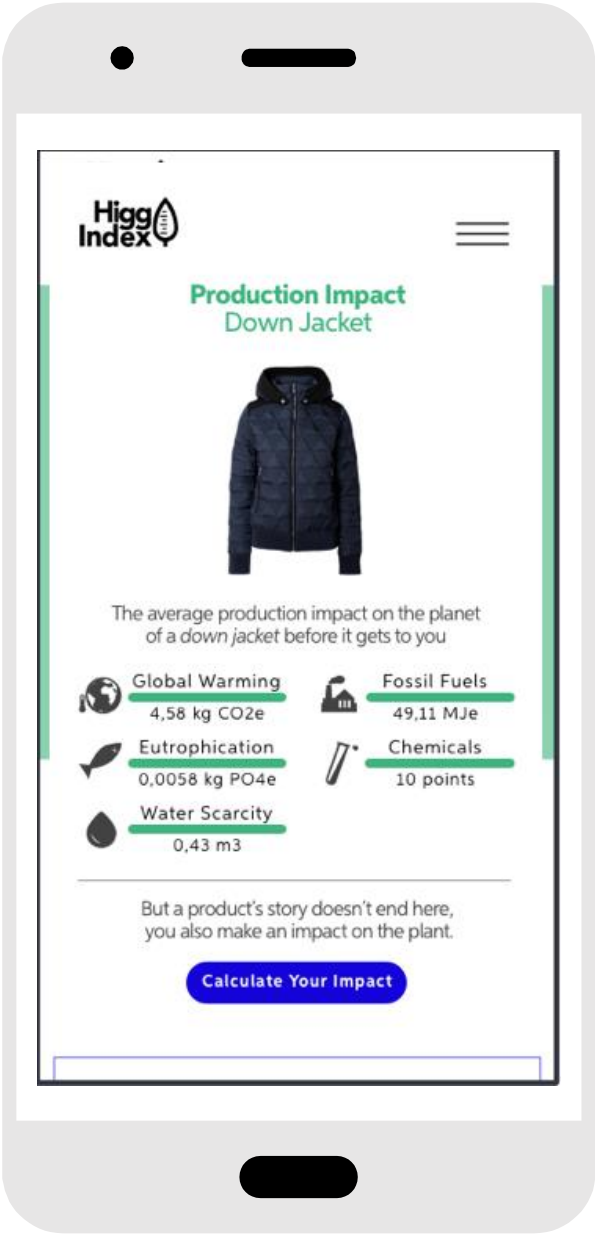 Higg
Index
Production Impact
Down Jacket
The average production impact on the planet
of a down jacket before it gets to you
Global Warming
4,58 kg CO2e
Fossil Fuels
49,11 MJe
Eutrophication
0,0058 kg PO4e
Chemicals
10 points
Water Scarcity
0,43 m3
But a product's story doesn't end here,
you also make an impact on the plant.
Calculate Your Impact